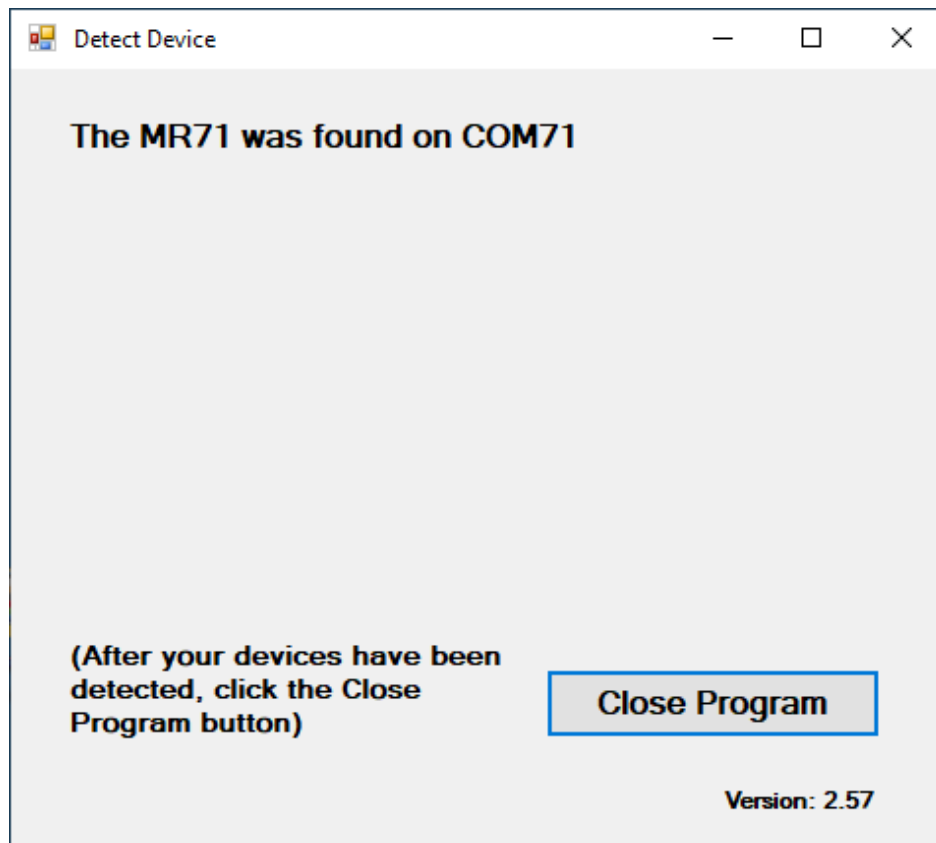 Detect Device
The MR71 was found on COM71
(After your devices have been
detected, click the Close
Program button)
Close Program
Version: 2.57